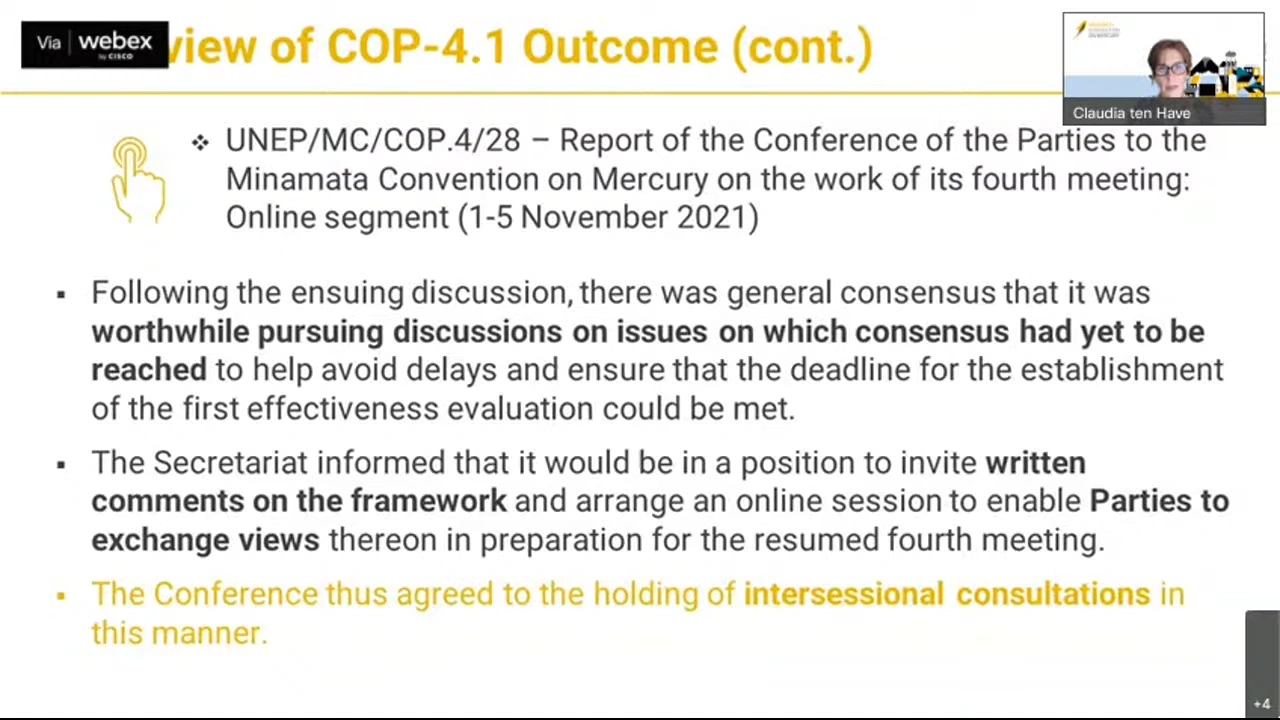 Via webex
by CISCO
view of COP-4.1 Outcome (cont.)
Claudia ten Have
❖ UNEP/MC/COP.4/28 – Report of the Conference of the Parties to the
Minamata Convention on Mercury on the work of its fourth meeting:
Online segment (1-5 November 2021)
▪ Following the ensuing discussion, there was general consensus that it was
worthwhile pursuing discussions on issues on which consensus had yet to be
reached to help avoid delays and ensure that the deadline for the establishment
of the first effectiveness evaluation could be met.
▪ The Secretariat informed that it would be in a position to invite written
comments on the framework and arrange an online session to enable Parties to
exchange views thereon in preparation for the resumed fourth meeting.
▪ The Conference thus agreed to the holding of intersessional consultations in
this manner.
+4